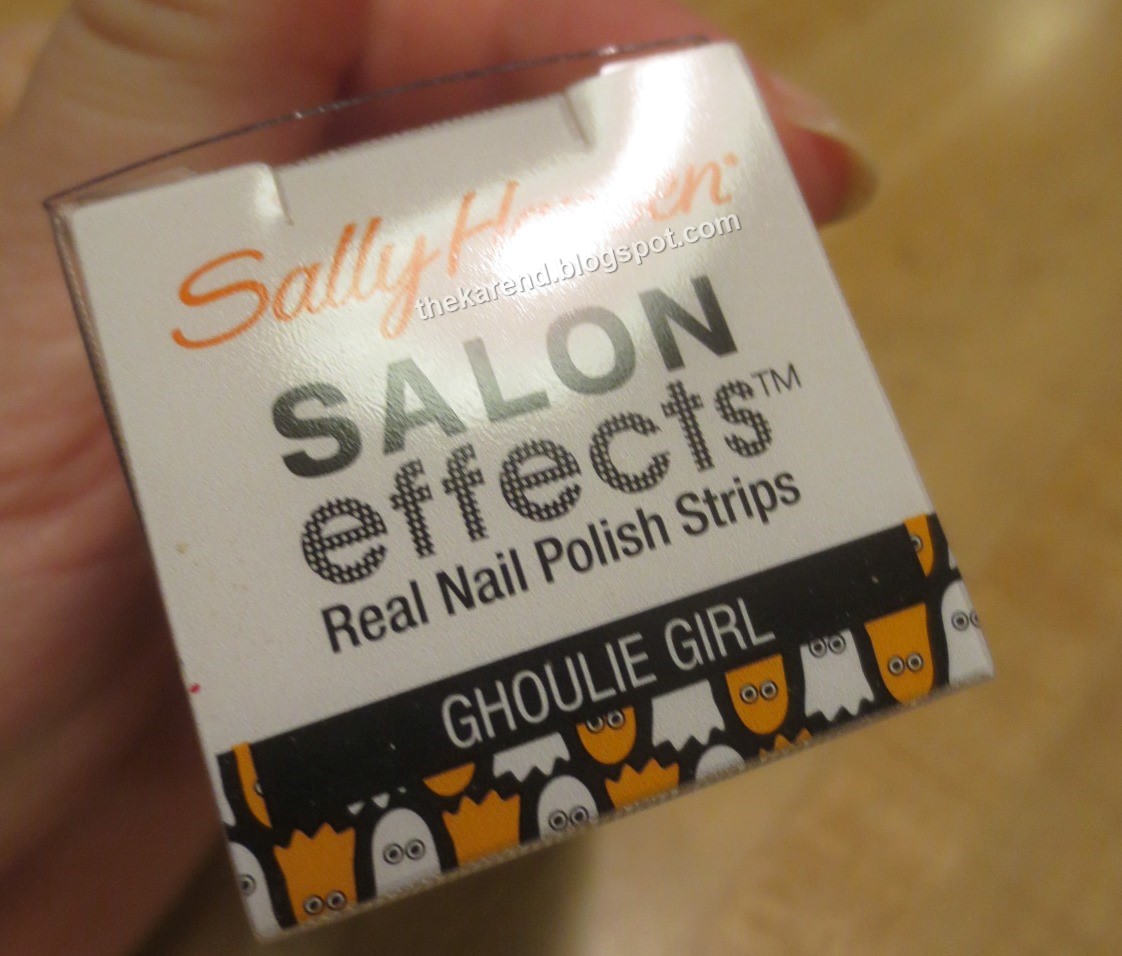 Sally Hansen
thekarend.blogspot.com
SALON
effects™
Real Nail Polish Strips
GHOULIE GIRL